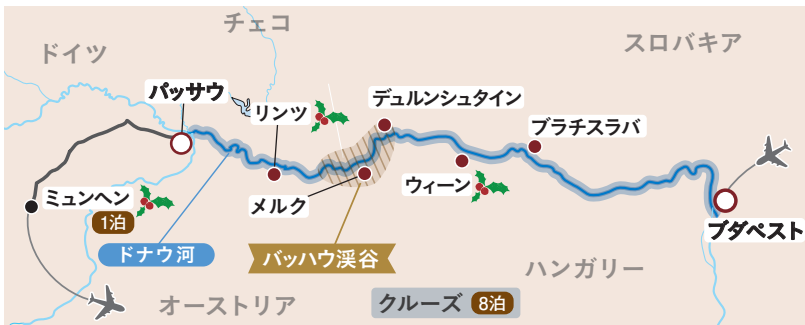 チェコ
ドイツ
スロバキア
パッサウ
リンツ
デュルンシュタイン
ブラチスラバ
ミュンヘン
1泊
メルク
ウィーン
ドナウ河
バッハウ渓谷
ブダペスト
ハンガリー
オーストリア
クルーズ 8泊